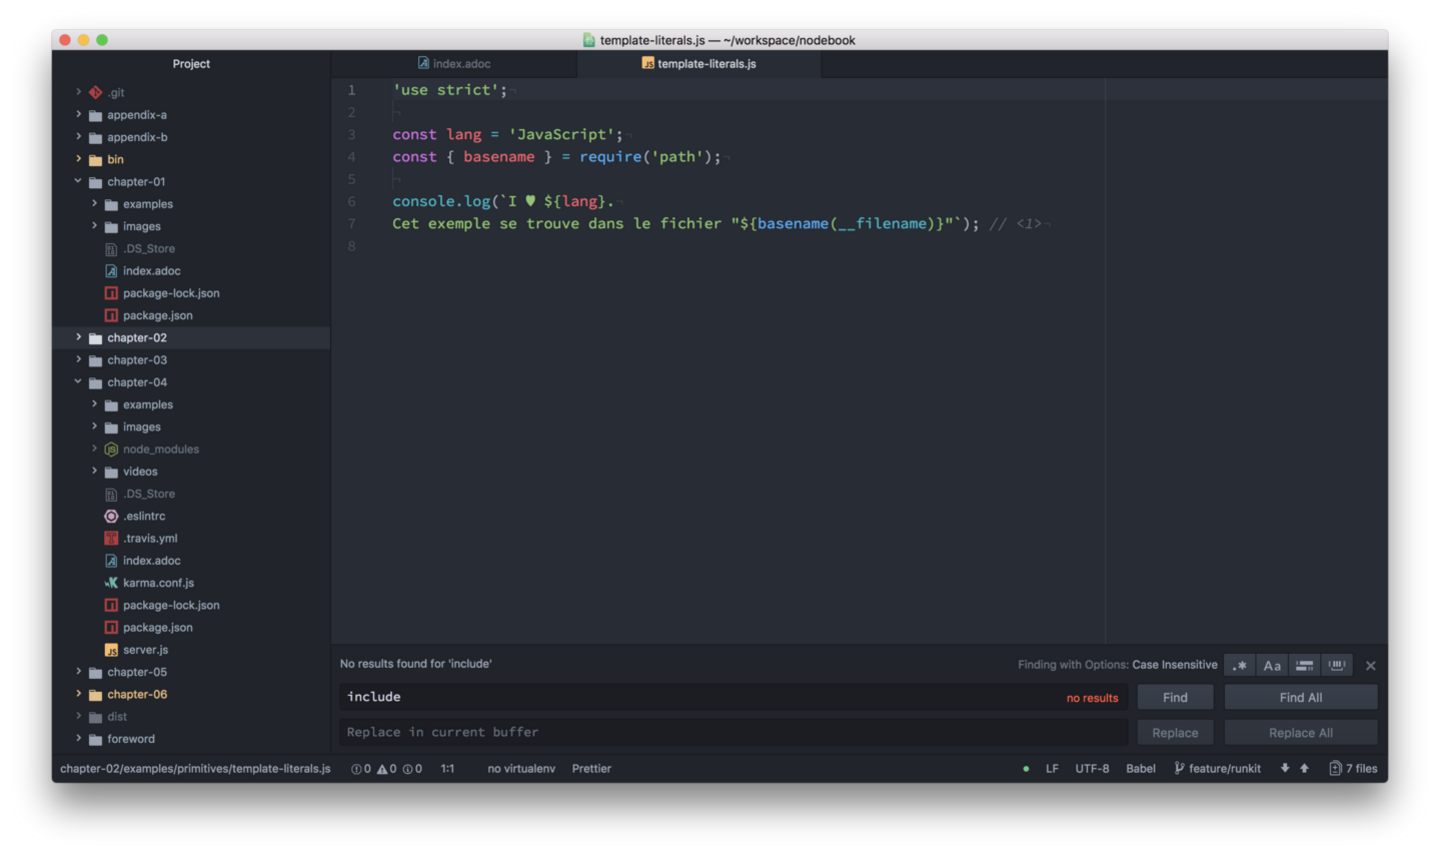 template-literals.js — ~/workspace/nodebook
Project
index.adoc
template-literals.js
.git
appendix-a
appendix-b
bin
chapter-01
examples
images
.DS_Store
index.adoc
package-lock.json
package.json
chapter-02
chapter-03
chapter-04
examples
images
node_modules
videos
.DS_Store
.eslintrc
.travis.yml
index.adoc
karma.conf.js
package-lock.json
package.json
server.js
chapter-05
chapter-06
dist
foreword
1 'use strict';¬
2 ¬
3 const lang = 'JavaScript';¬
4 const { basename } = require('path');¬
5 ¬
6 console.log(`I ♥ ${lang}.¬
7 Cet exemple se trouve dans le fichier "${basename(__filename)}"`); // <1>¬
8
No results found for 'include'
Finding with Options: Case Insensitive
.* Aa
include
no results
Find
Find All
Replace in current buffer
Replace
Replace All
chapter-02/examples/primitives/template-literals.js 0 0 0 1:1 no virtualenv Prettier
LF UTF-8 Babel feature/runkit 7 files